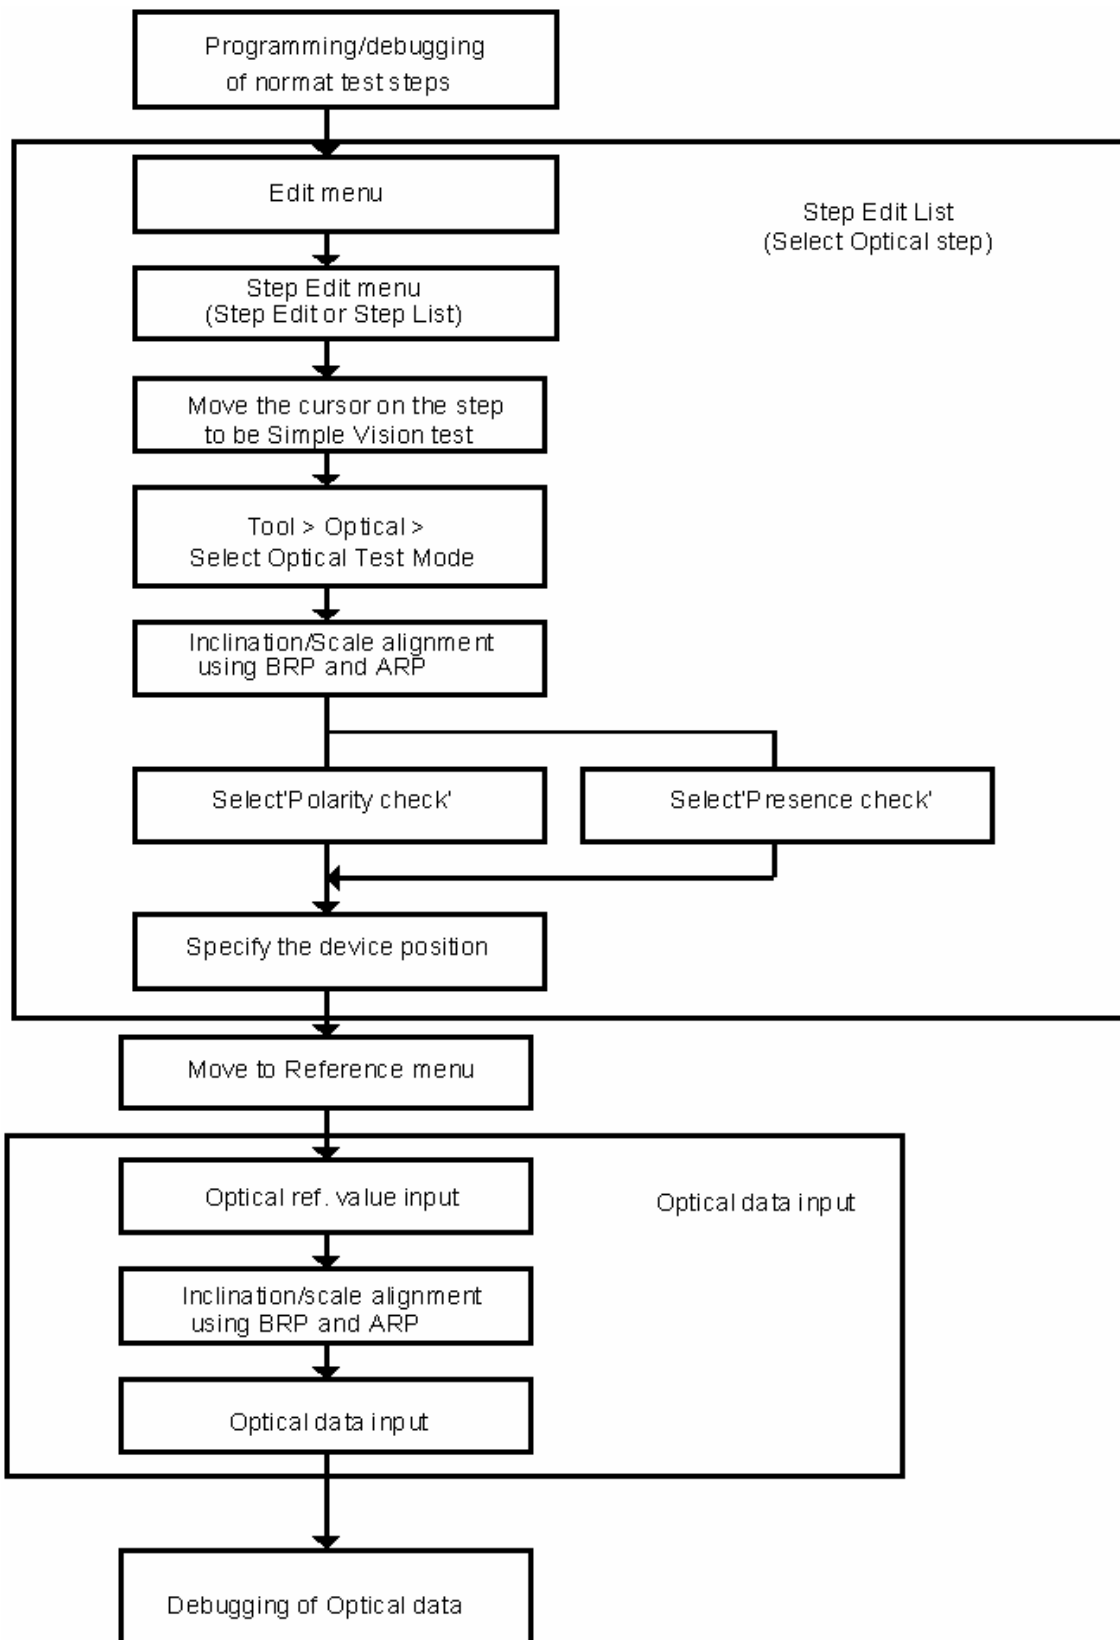 Programming/debugging
of normat test steps
Edit menu
Step Edit List
(Select Optical step)
Step Edit menu
(Step Edit or Step List)
Move the cursor on the step
to be Simple Vision test
Tool > Optical >
Select Optical Test Mode
Inclination/Scale alignment
using BRP and ARP
Select'Polarity check'
Select'Presence check'
Specify the device position
Move to Reference menu
Optical ref. value input
Optical data input
Inclination/scale alignment
using BRP and ARP
Optical data input
Debugging of Optical data